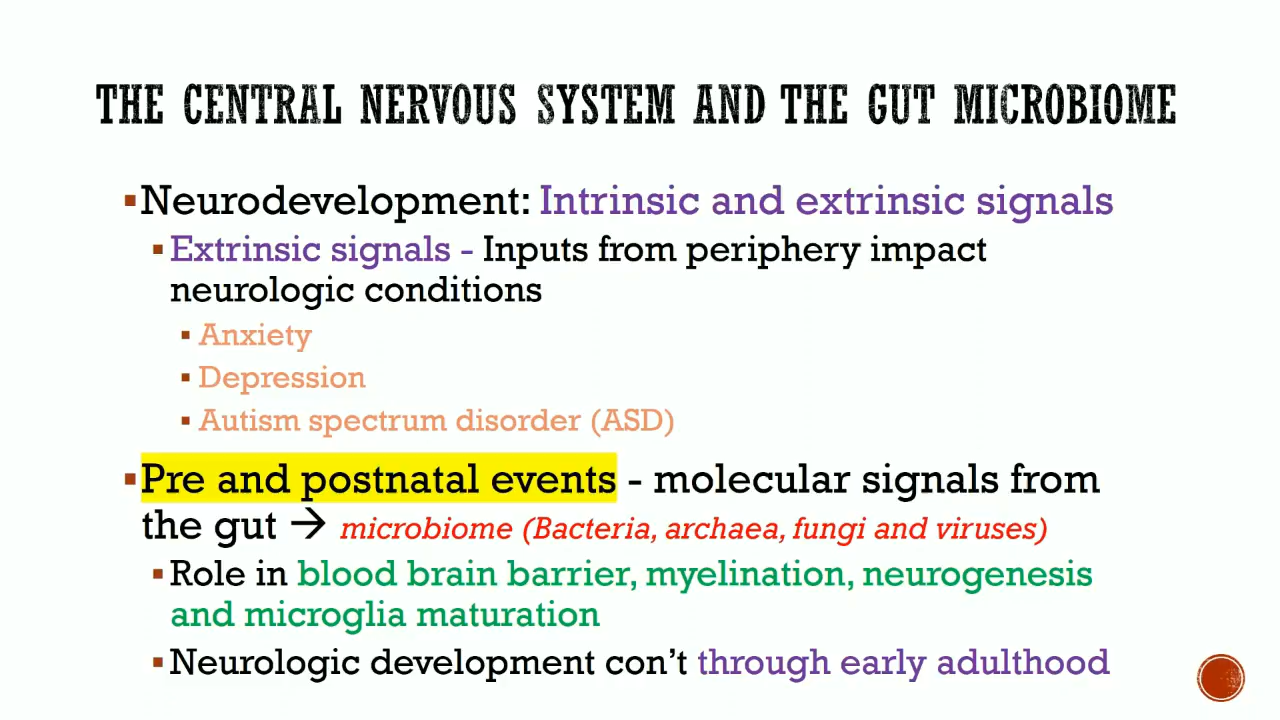 THE CENTRAL NERVOUS SYSTEM AND THE GUT MICROBIOME
▪Neurodevelopment: Intrinsic and extrinsic signals
▪Extrinsic signals - Inputs from periphery impact
neurologic conditions
▪Anxiety
▪Depression
▪Autism spectrum disorder (ASD)
▪Pre and postnatal events - molecular signals from
the gut → microbiome (Bacteria, archaea, fungi and viruses)
▪Role in blood brain barrier, myelination, neurogenesis
and microglia maturation
▪Neurologic development con’t through early adulthood